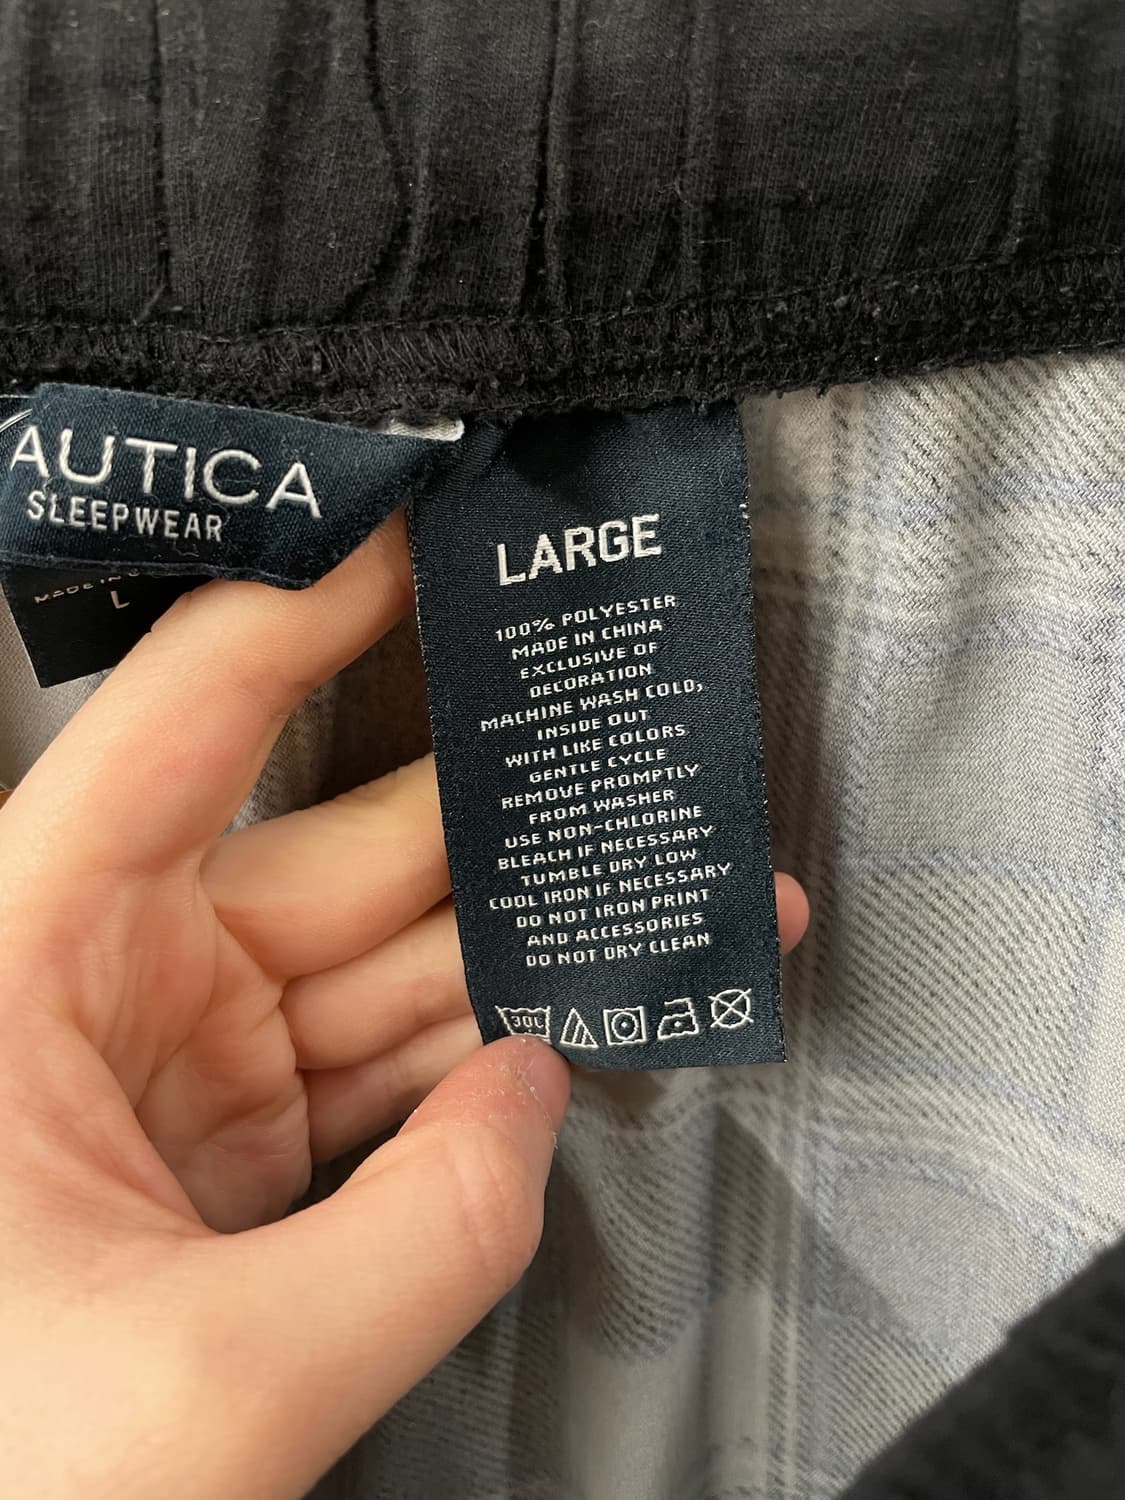 AUTICA
SLEEPWEAR
MADE IN
L
LARGE
100% POLYESTER
MADE IN CHINA
EXCLUSIVE OF
DECORATION
MACHINE WASH COLD,
INSIDE OUT
WITH LIKE COLORS
GENTLE CYCLE
REMOVE PROMPTLY
FROM WASHER
USE NON-CHLORINE
BLEACH IF NECESSARY
TUMBLE DRY LOW
COOL IRON IF NECESSARY
DO NOT IRON PRINT
AND ACCESSORIES
DO NOT DRY CLEAN
30C